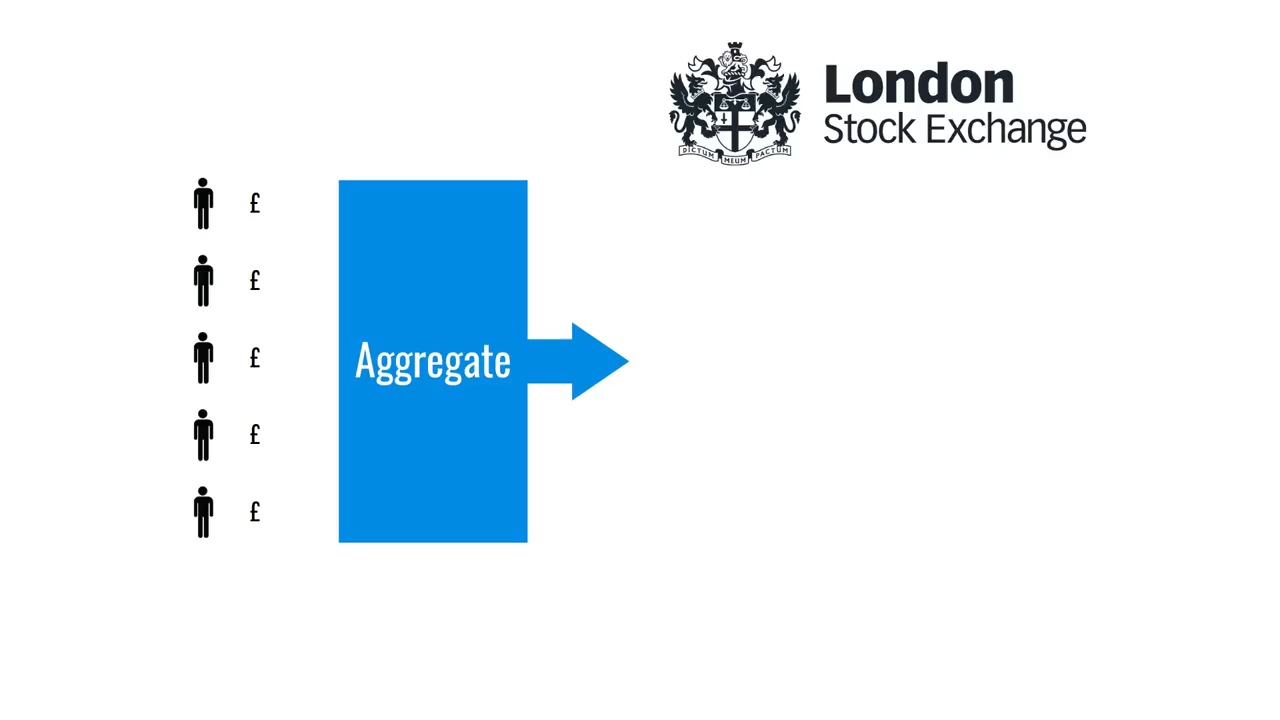 London
Stock Exchange
DICTUM MEUM PACTUM
£
£
£
Aggregate
£
£